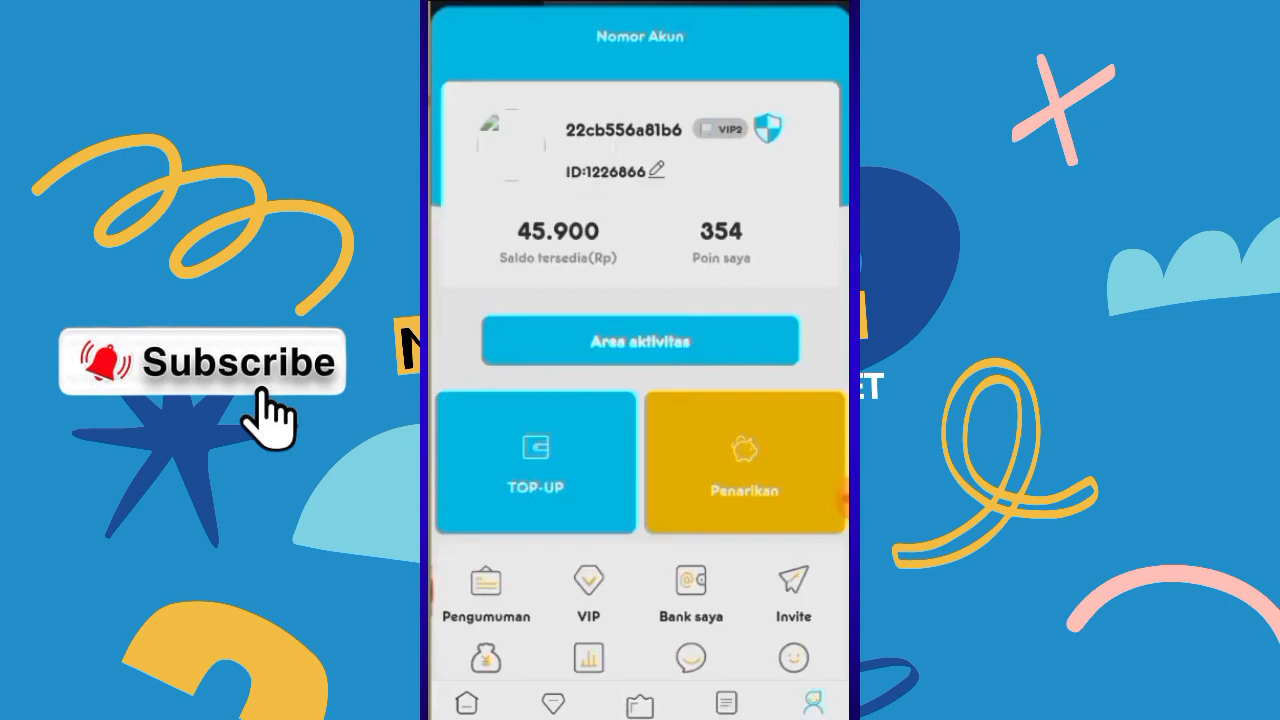 Nomor Akun
22cb556a81b6
VIP2
ID:1226866
45.900
354
Saldo tersedia(Rp)
Poin saya
Area aktivitas
TOP-UP
Penarikan
Pengumuman
VIP
Bank saya
Invite
Subscribe
N
ET